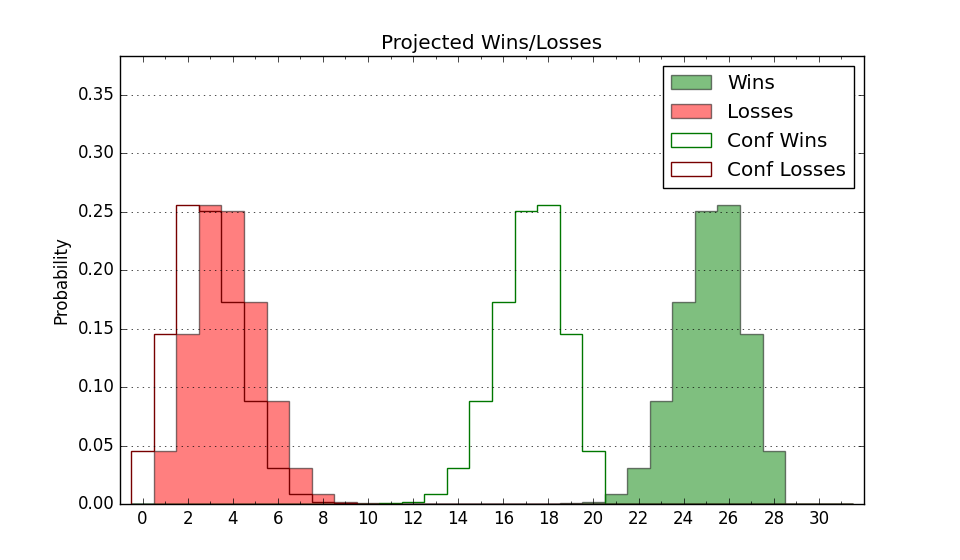 Projected Wins/Losses
Wins
Losses
Conf Wins
Conf Losses
Probability
0.35
0.30
0.25
0.20
0.15
0.10
0.05
0.00
0 2 4 6 8 10 12 14 16 18 20 22 24 26 28 30